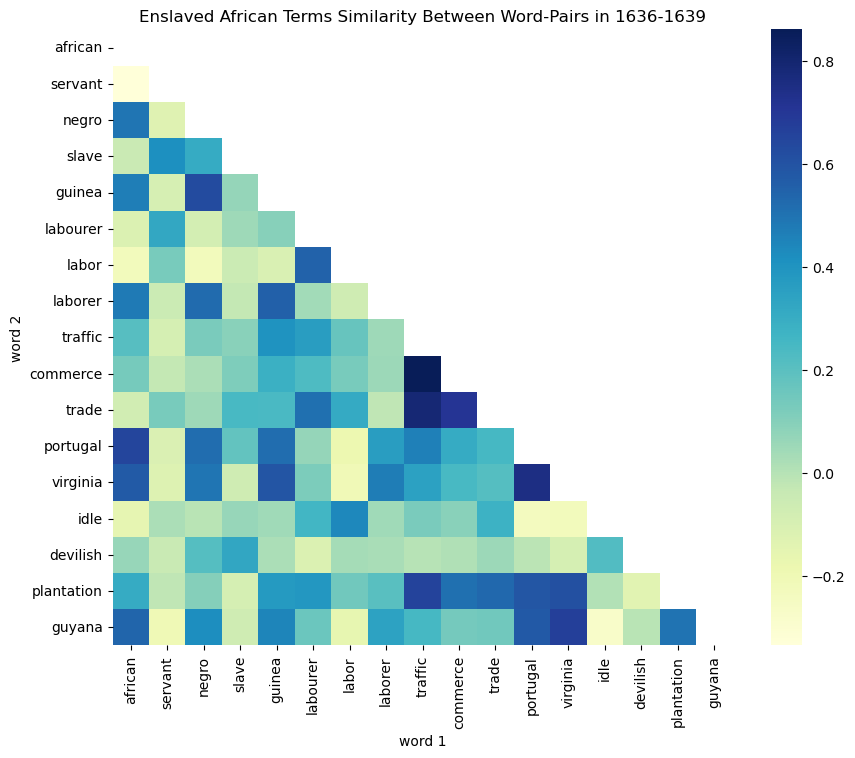 Enslaved African Terms Similarity Between Word-Pairs in 1636-1639
african
servant
negro
slave
guinea
labourer
labor
laborer
traffic
commerce
trade
portugal
virginia
idle
devilish
plantation
guyana
word 2
african
servant
negro
slave
guinea
labourer
labor
laborer
traffic
commerce
trade
portugal
virginia
idle
devilish
plantation
guyana
word 1
0.8
0.6
0.4
0.2
0.0
−0.2